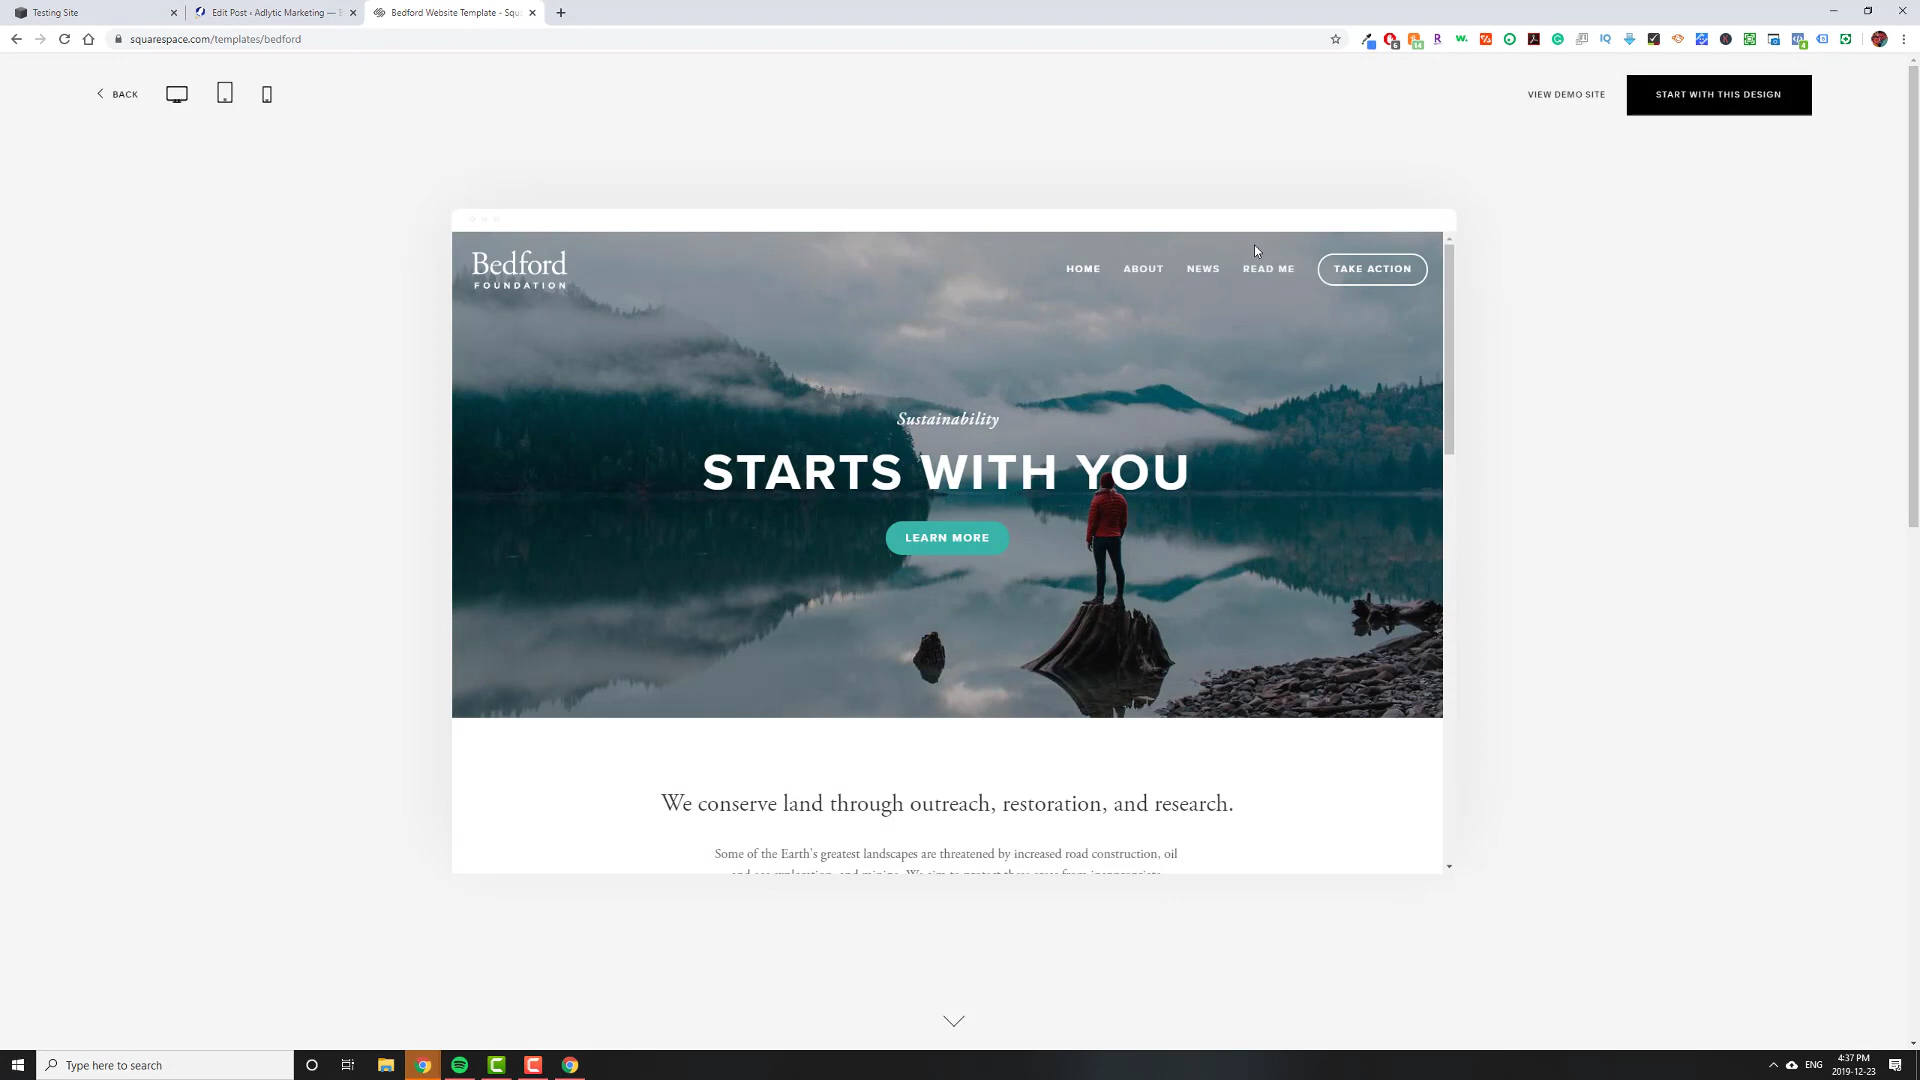 Testing Site
Edit Post ‹ Adlytic Marketing —
Bedford Website Template - Squ
squarespace.com/templates/bedford
BACK
VIEW DEMO SITE
START WITH THIS DESIGN
Bedford
FOUNDATION
HOME
ABOUT
NEWS
READ ME
TAKE ACTION
Sustainability
STARTS WITH YOU
LEARN MORE
We conserve land through outreach, restoration, and research.
Some of the Earth's greatest landscapes are threatened by increased road construction, oil
Type here to search
ENG
4:37 PM
2019-12-23